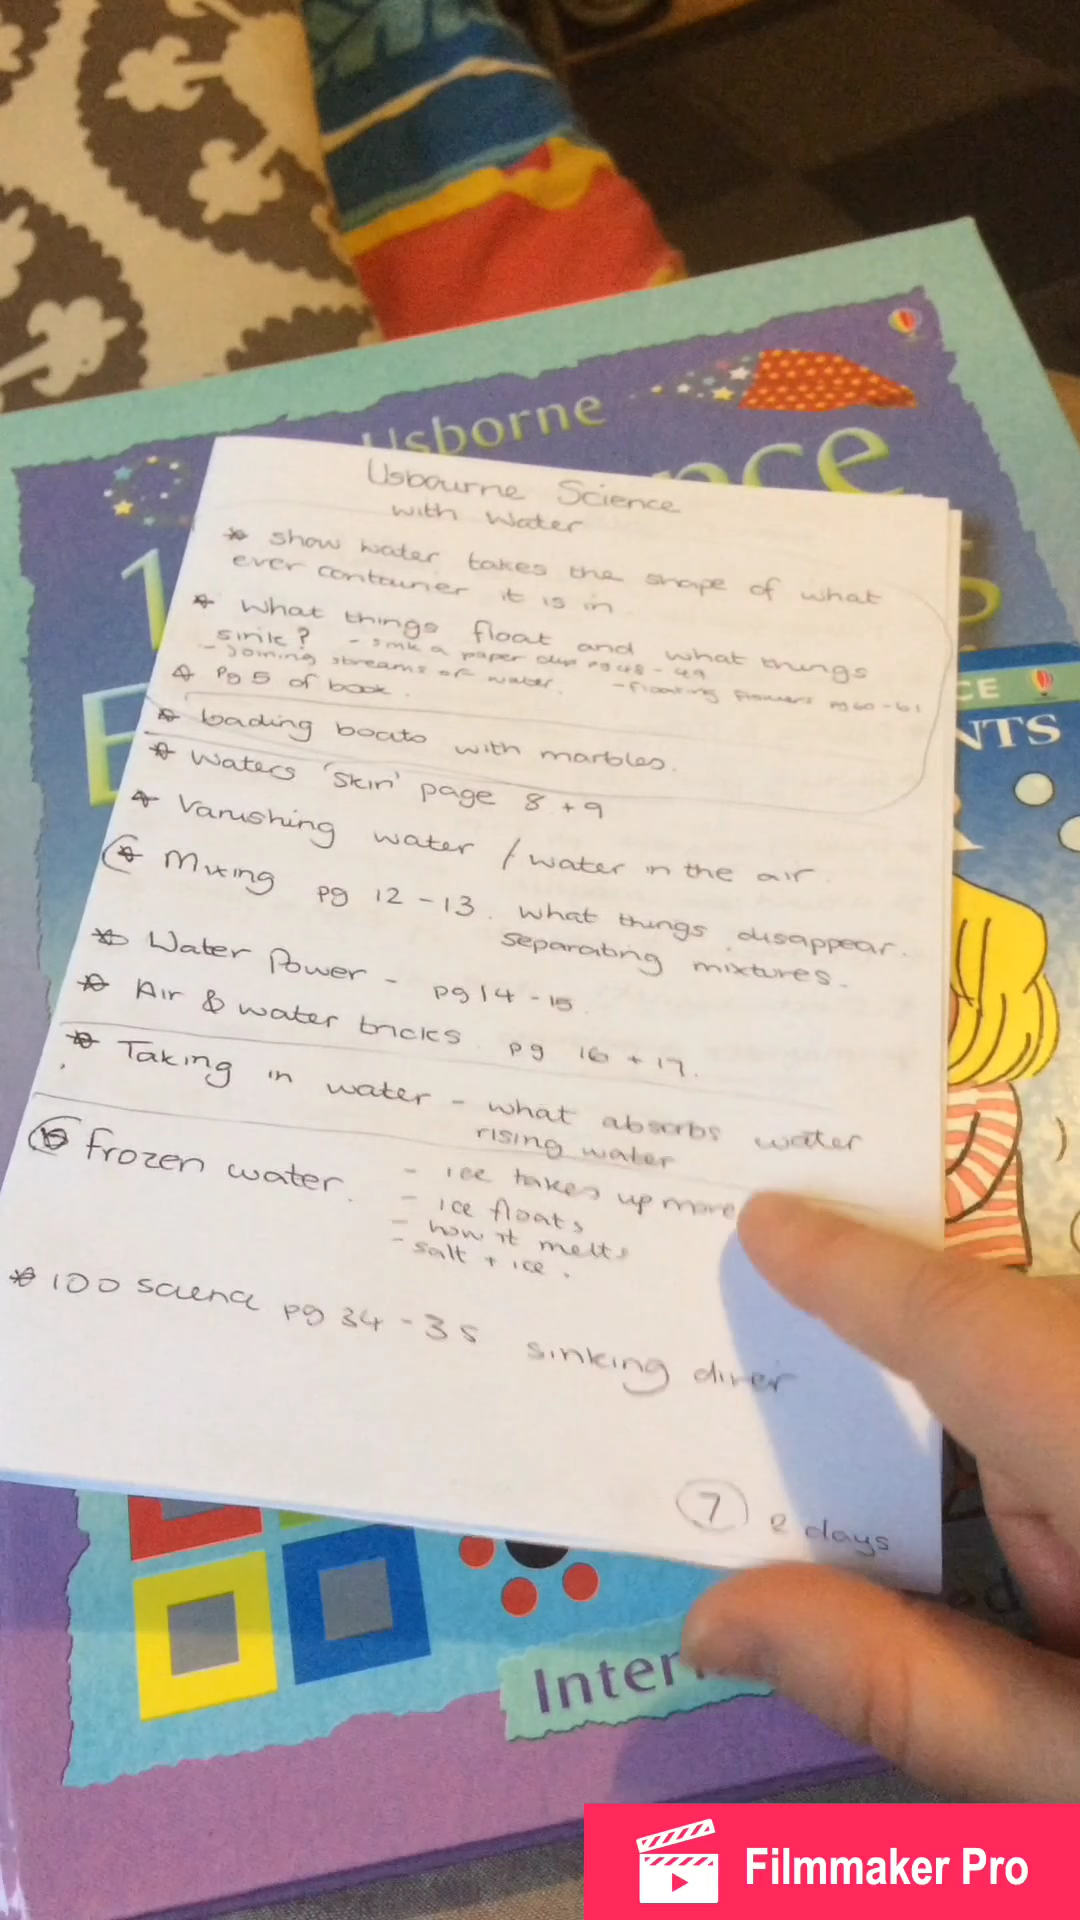 Usborne
nce
Usbourne Science
with Water
* show water takes the shape of what
ever container it is in
* what things float and what things
sink? - sink a paper clip pg 48 - 49
- Joining streams of water. - floating flowers pg 60 - 61
* Pg 5 of book.
* loading boats with marbles.
* Waters 'skin' page 8 + 9
* Vanishing water / water in the air.
* Mixing pg 12 - 13. what things disappear.
separating mixtures.
* Water Power - pg 14 - 15
* Air & water tricks pg 16 + 17.
* Taking in water - what absorbs water
rising water
* frozen water. - ice takes up more
- ice floats
- how it melts
- salt + ice.
* 100 science pg 34 - 35 sinking diver
7 2 days
CE
NTS
Inter
Filmmaker Pro